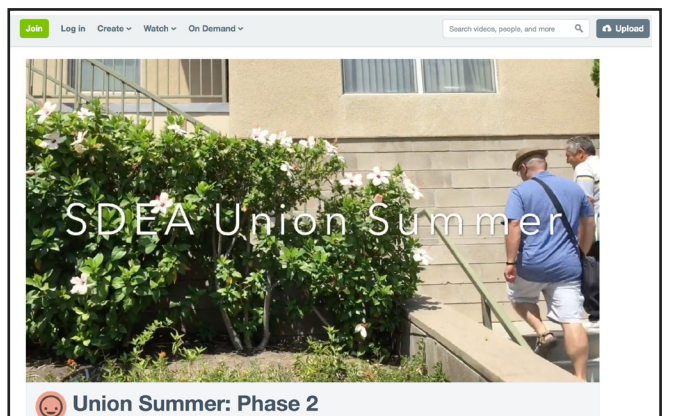 Join Log in Create Watch On Demand Search videos, people, and more Upload
SDEA Union Summer
Union Summer: Phase 2